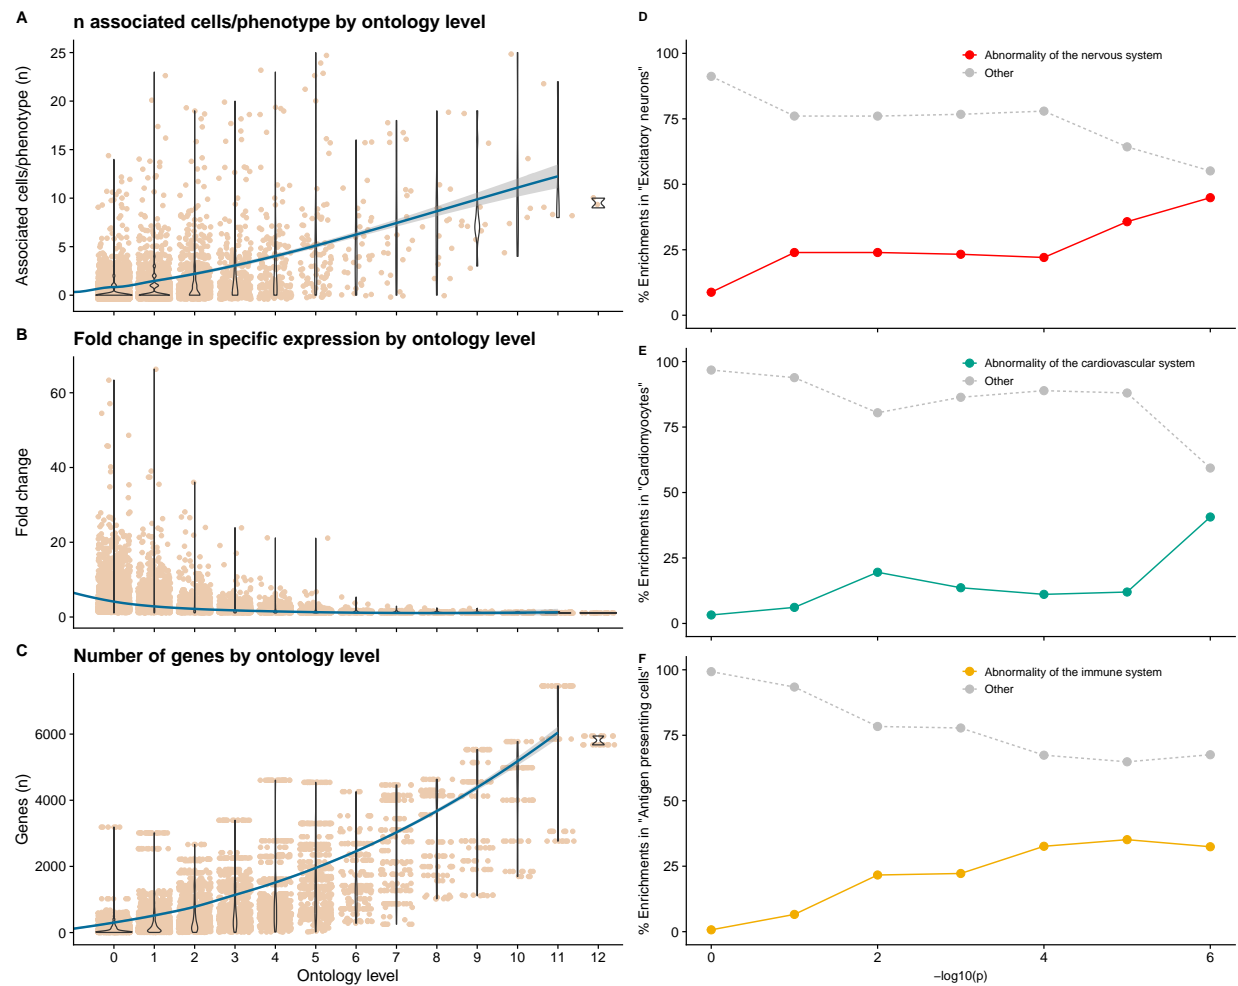 A
n associated cells/phenotype by ontology level
Associated cells/phenotype (n)
25
20
15
10
5
0
B
Fold change in specific expression by ontology level
Fold change
60
40
20
0
C
Number of genes by ontology level
Genes (n)
6000
4000
2000
0
0 1 2 3 4 5 6 7 8 9 10 11 12
Ontology level
D
% Enrichments in "Excitatory neurons"
100
75
50
25
0
Abnormality of the nervous system
Other
E
% Enrichments in "Cardiomyocytes"
100
75
50
25
0
Abnormality of the cardiovascular system
Other
F
% Enrichments in "Antigen presenting cells"
100
75
50
25
0
Abnormality of the immune system
Other
0 2 4 6
−log10(p)